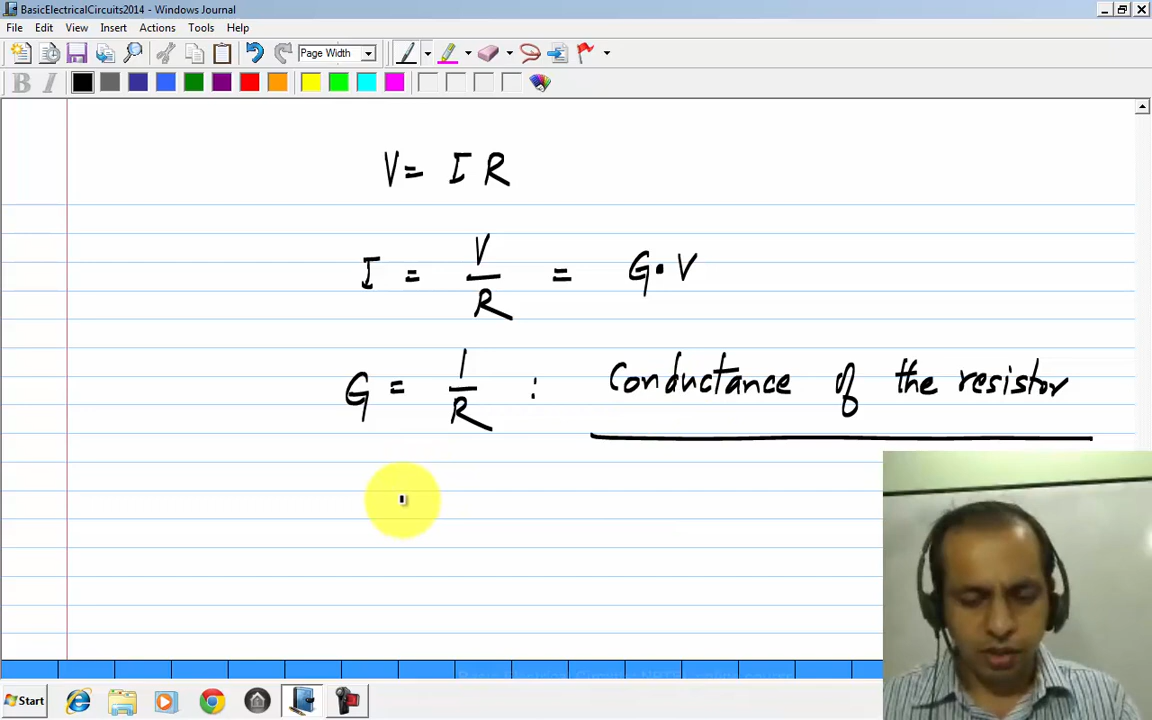 BasicElectricalCircuits2014 - Windows Journal
File Edit View Insert Actions Tools Help
Page Width
B I
V = I R
I = V/R = G · V
G = 1/R : Conductance of the resistor
Start